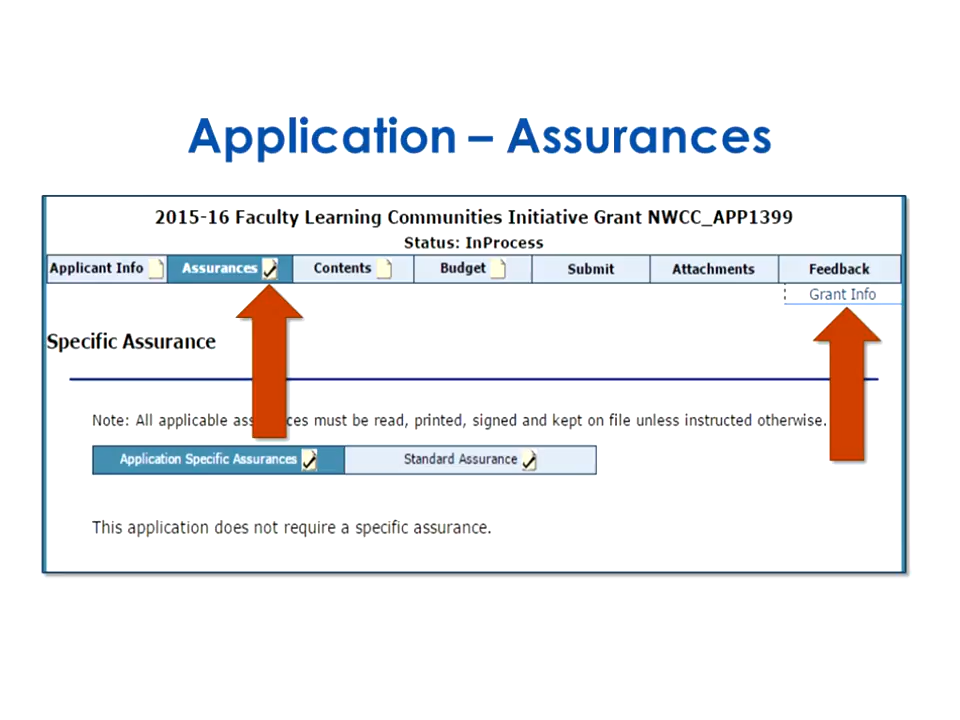 Application – Assurances
2015-16 Faculty Learning Communities Initiative Grant NWCC_APP1399
Status: InProcess
Applicant Info Assurances Contents Budget Submit Attachments Feedback
Grant Info
Specific Assurance
Note: All applicable ces must be read, printed, signed and kept on file unless instructed otherwise.
Application Specific Assurances Standard Assurance
This application does not require a specific assurance.